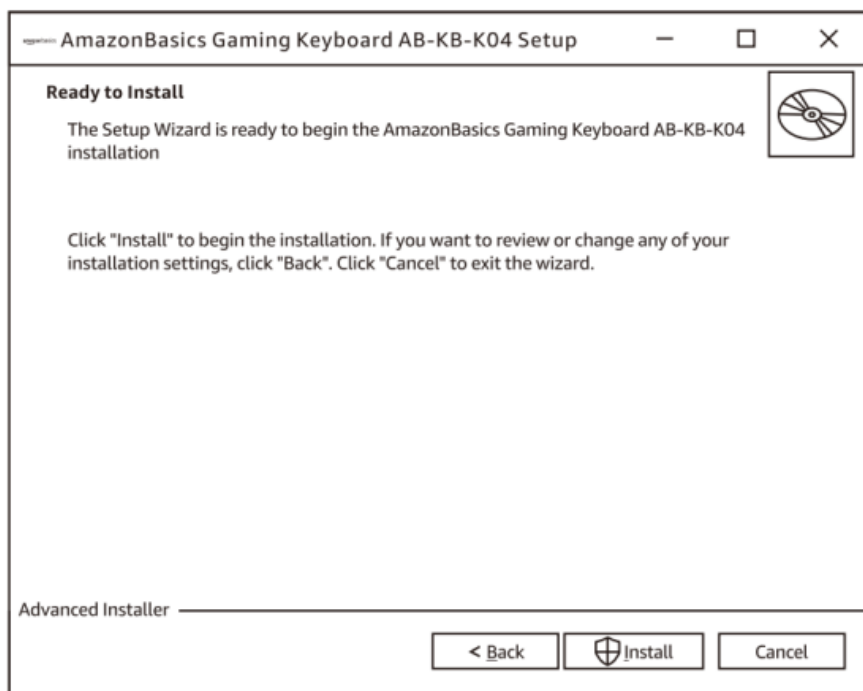 AmazonBasics Gaming Keyboard AB-KB-K04 Setup
Ready to Install
The Setup Wizard is ready to begin the AmazonBasics Gaming Keyboard AB-KB-K04
installation
Click "Install" to begin the installation. If you want to review or change any of your
installation settings, click "Back". Click "Cancel" to exit the wizard.
Advanced Installer
< Back
Install
Cancel